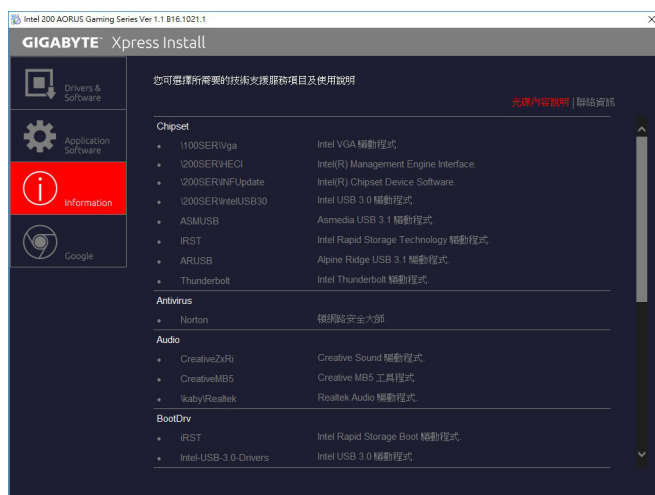 Intel 200 AORUS Gaming Series Ver 1.1 B16.1021.1
GIGABYTE™ Xpress Install
Drivers & Software
您可選擇所需要的技術支援服務項目及使用說明
光碟內容說明 | 聯絡資訊
Application Software
Information
Google
Chipset
• \100SER\Vga Intel VGA 驅動程式.
• \200SER\HECI Intel(R) Management Engine Interface.
• \200SER\INFUpdate Intel(R) Chipset Device Software.
• \200SER\IntelUSB30 Intel USB 3.0 驅動程式.
• ASMUSB Asmedia USB 3.1 驅動程式.
• IRST Intel Rapid Storage Technology 驅動程式.
• ARUSB Alpine Ridge USB 3.1 驅動程式.
• Thunderbolt Intel Thunderbolt 驅動程式.
Antivirus
• Norton 網路安全大師.
Audio
• CreativeZxRi Creative Sound 驅動程式.
• CreativeMB5 Creative MB5 工具程式.
• \kaby\Realtek Realtek Audio 驅動程式.
BootDrv
• iRST Intel Rapid Storage Boot 驅動程式.
• Intel-USB-3.0-Drivers Intel USB 3.0 驅動程式.